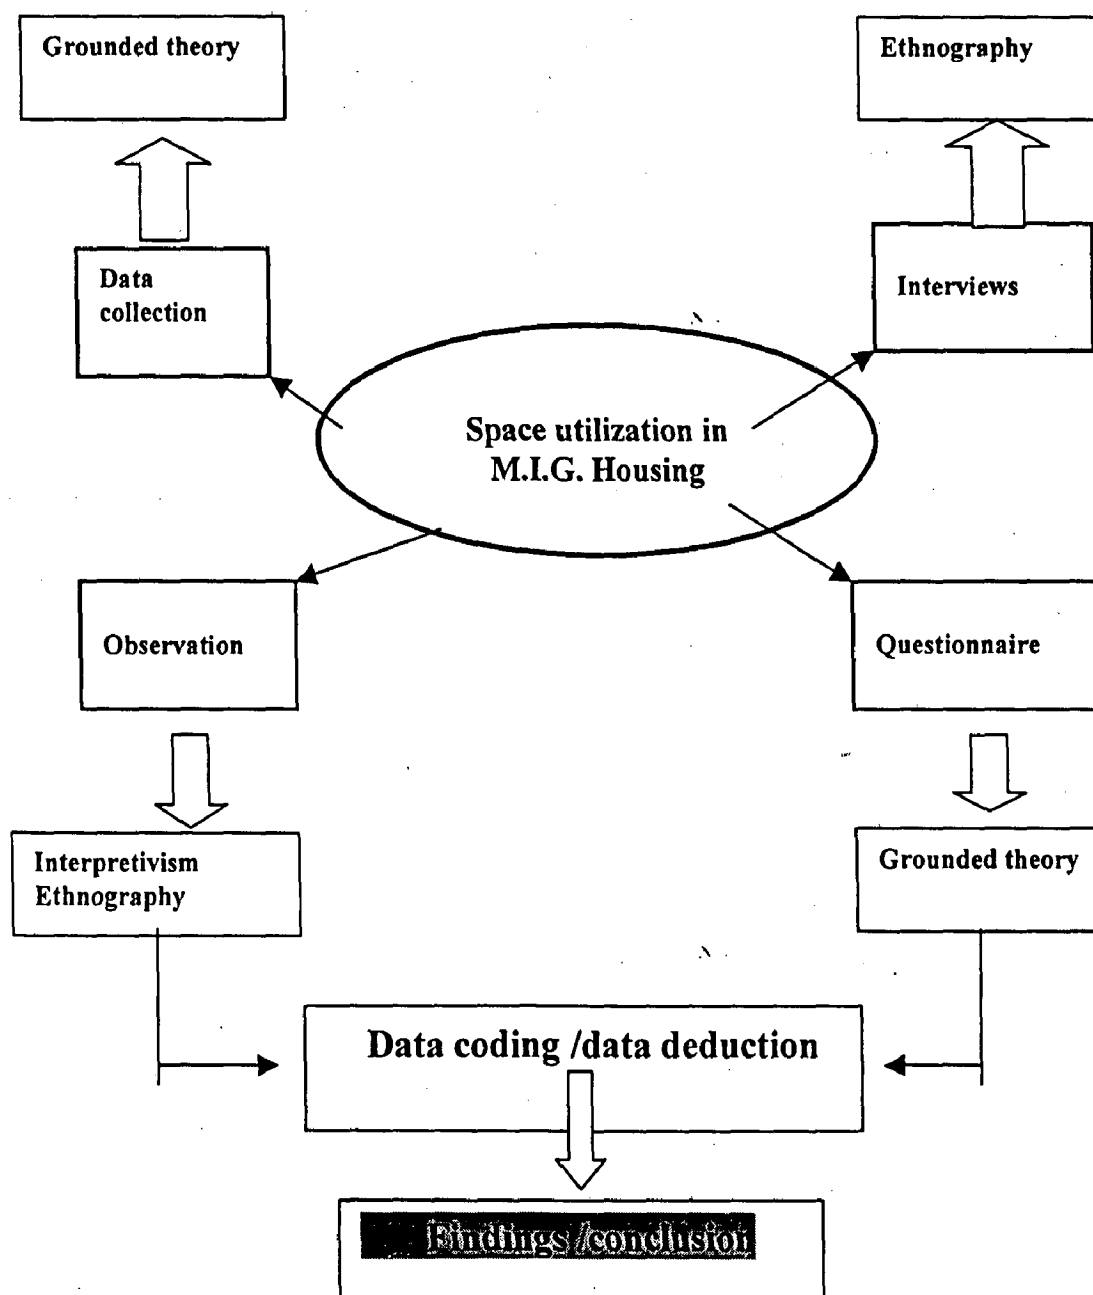 Grounded theory
Ethnography
Data
collection
Interviews
Space utilization in
M.I.G. Housing
Observation
Questionnaire
Interpretivism
Ethnography
Grounded theory
Data coding /data deduction
Findings /conclusion